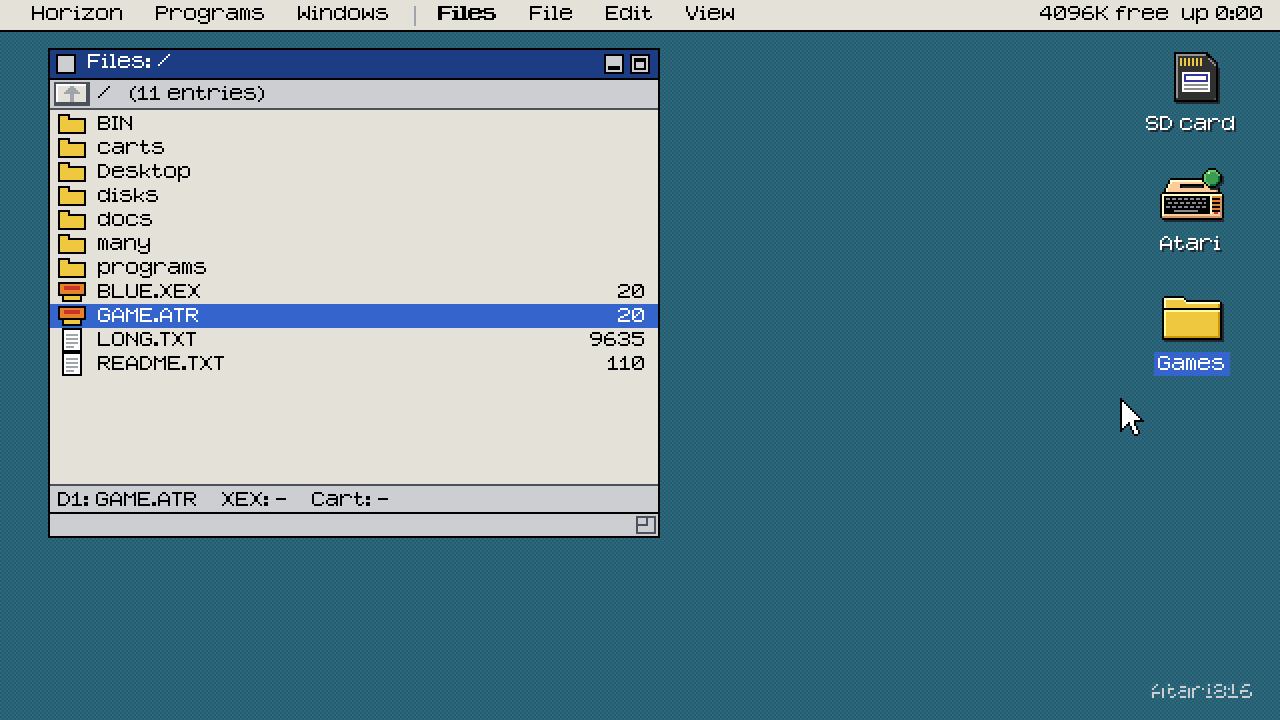 Horizon Programs Windows | Files File Edit View 4096K free up 0:00
Files: /
/ (11 entries)
BIN
carts
Desktop
disks
docs
many
programs
BLUE.XEX 20
GAME.ATR 20
LONG.TXT 9635
README.TXT 110
D1: GAME.ATR XEX: - Cart: -
SD card
Atari
Games
Atari816